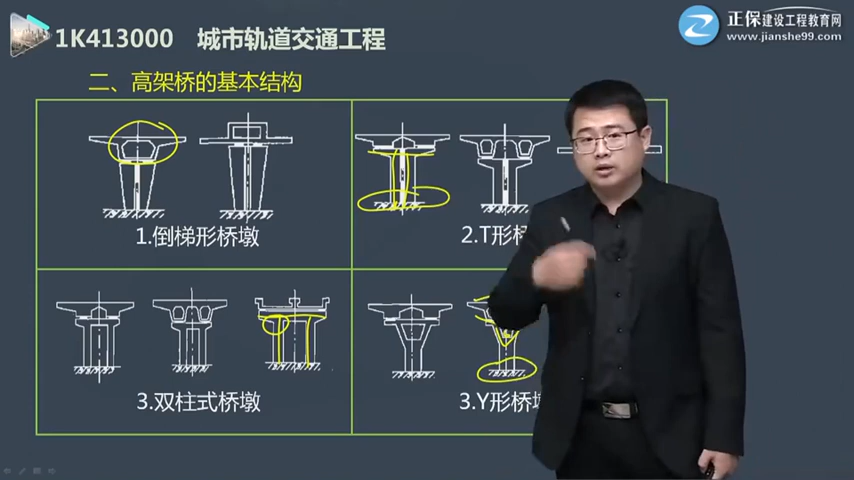 1K413000 城市轨道交通工程
正保建设工程教育网
www.jianshe99.com
二、高架桥的基本结构
1.倒梯形桥墩
2.T形
3.双柱式桥墩
3.Y形桥墩